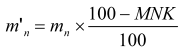 m'ₙ = mₙ × (100 − MNK) / 100